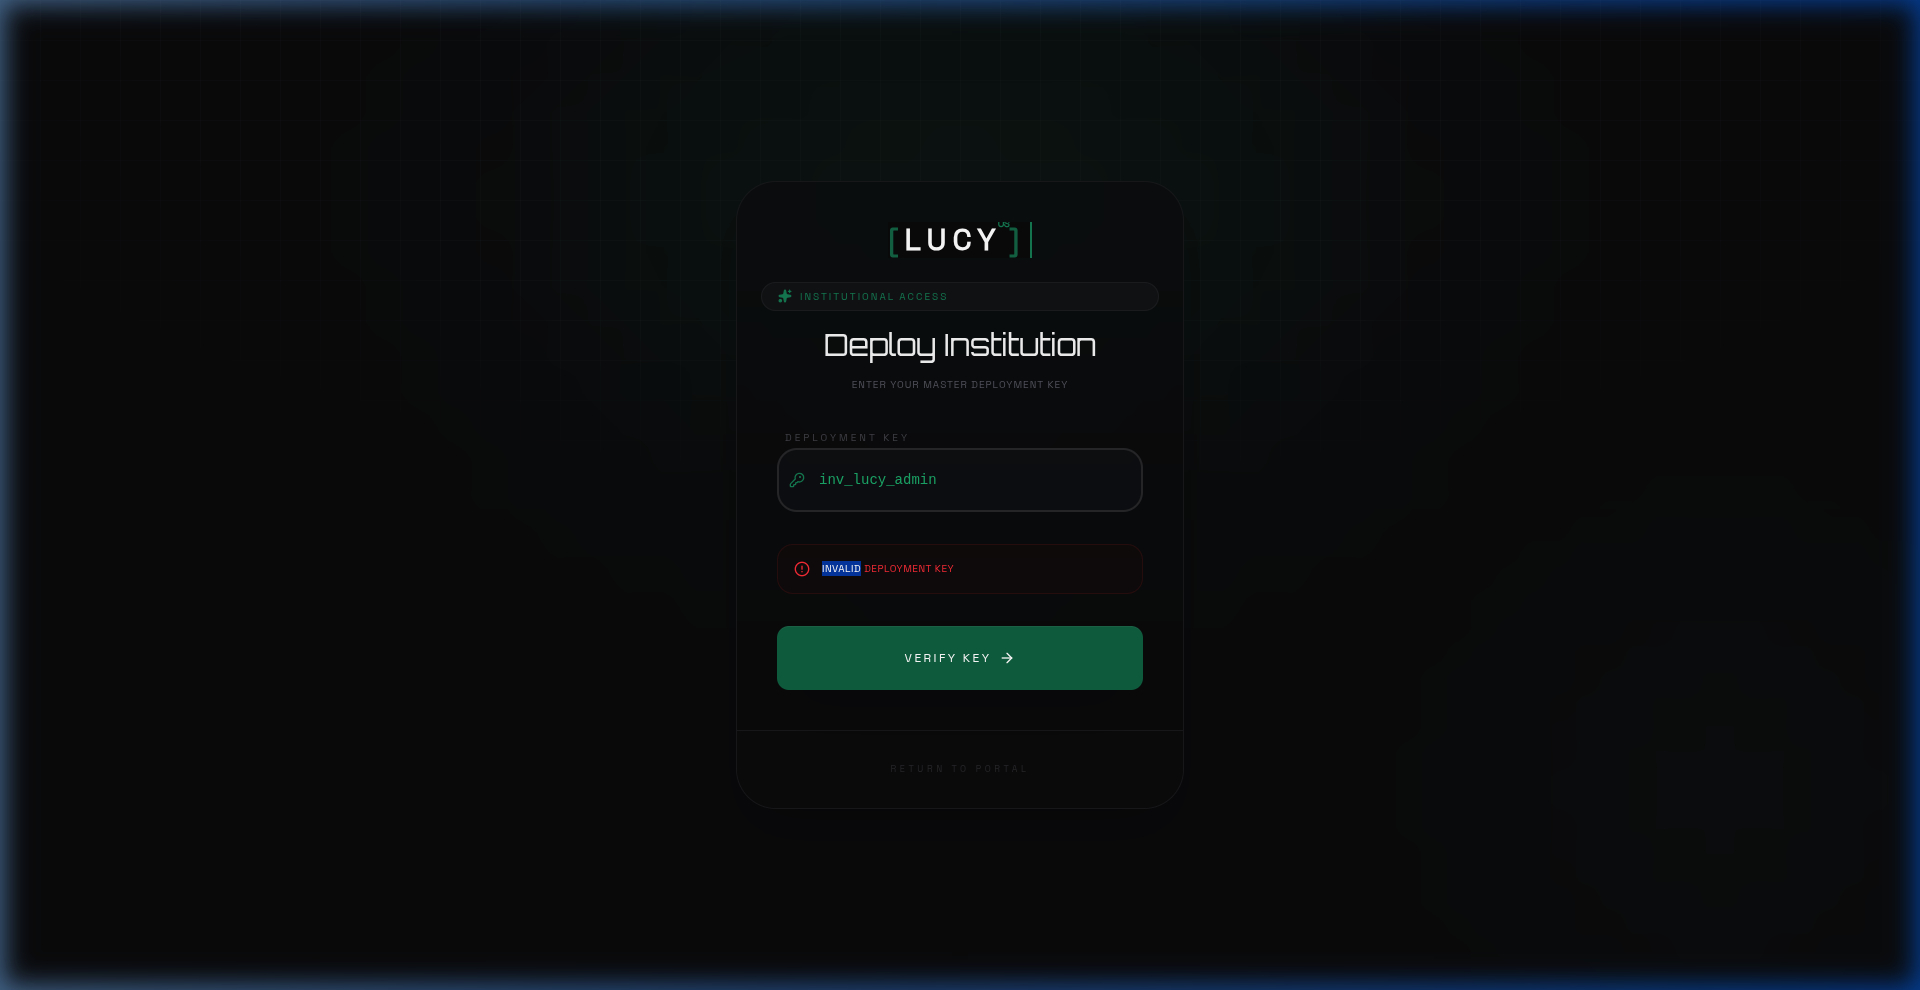 [LUCY OS]
INSTITUTIONAL ACCESS
Deploy Institution
ENTER YOUR MASTER DEPLOYMENT KEY
DEPLOYMENT KEY
inv_lucy_admin
INVALID DEPLOYMENT KEY
VERIFY KEY
RETURN TO PORTAL